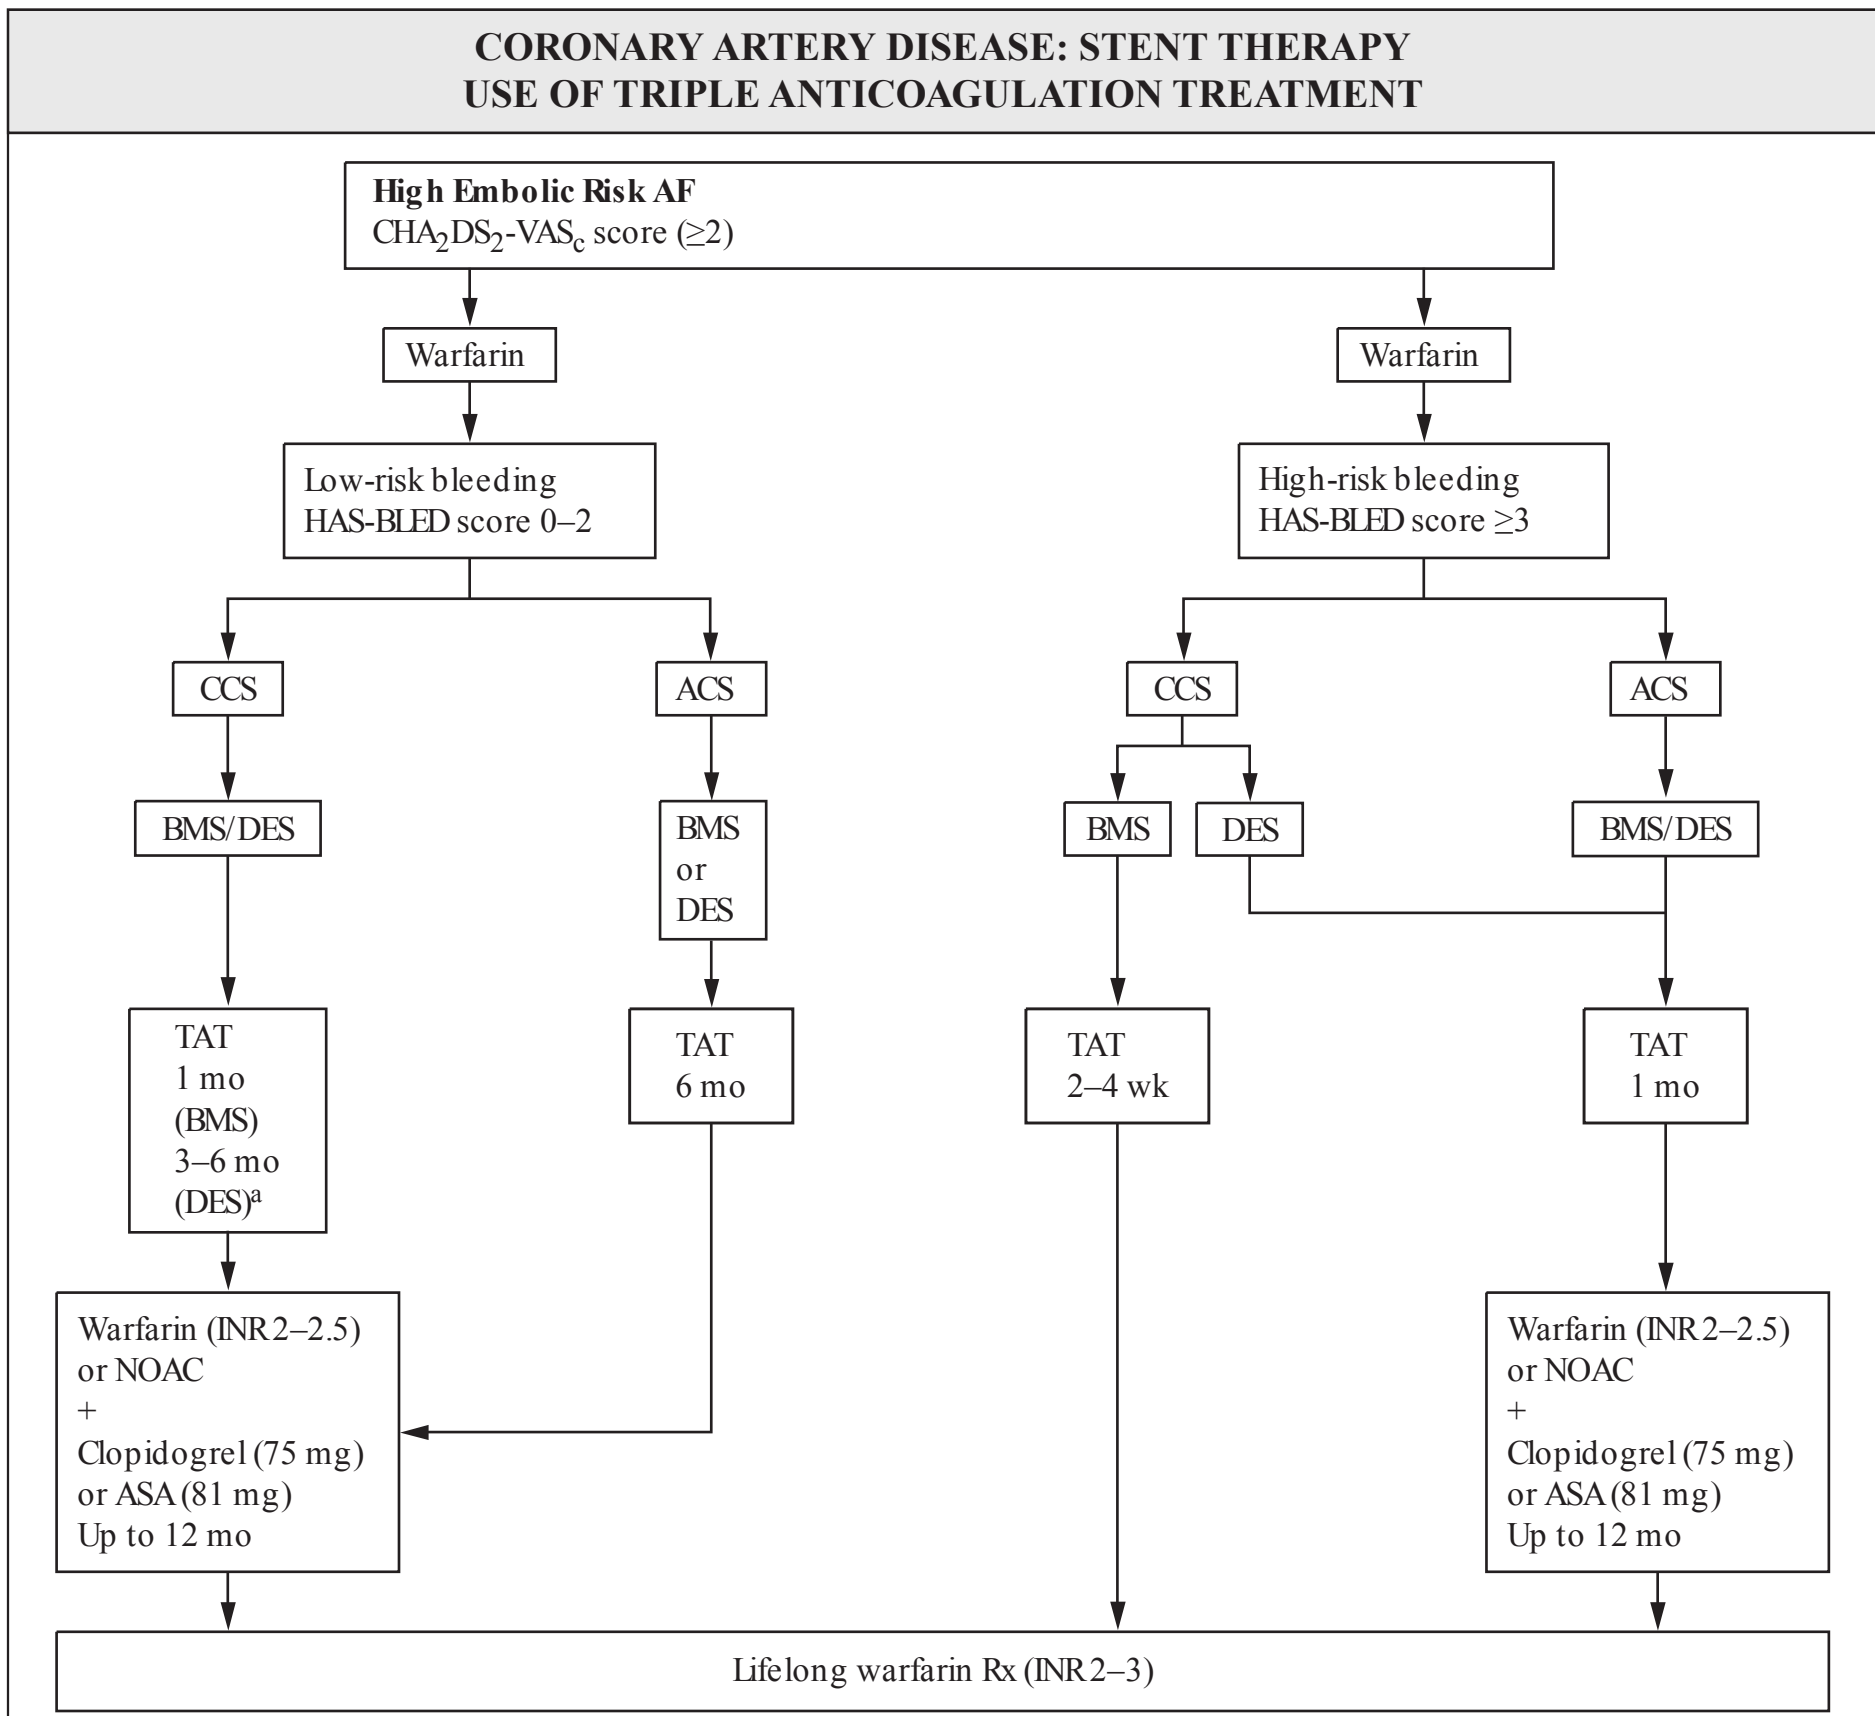 CORONARY ARTERY DISEASE: STENT THERAPY
USE OF TRIPLE ANTICOAGULATION TREATMENT
High Embolic Risk AF
CHA₂DS₂-VAS꜀ score (≥2)
Warfarin
Warfarin
Low-risk bleeding
HAS-BLED score 0–2
High-risk bleeding
HAS-BLED score ≥3
CCS
ACS
CCS
ACS
BMS/DES
BMS
or
DES
BMS
DES
BMS/DES
TAT
1 mo
(BMS)
3–6 mo
(DES)ᵃ
TAT
6 mo
TAT
2–4 wk
TAT
1 mo
Warfarin (INR 2–2.5)
or NOAC
+
Clopidogrel (75 mg)
or ASA (81 mg)
Up to 12 mo
Warfarin (INR 2–2.5)
or NOAC
+
Clopidogrel (75 mg)
or ASA (81 mg)
Up to 12 mo
Lifelong warfarin Rx (INR 2–3)